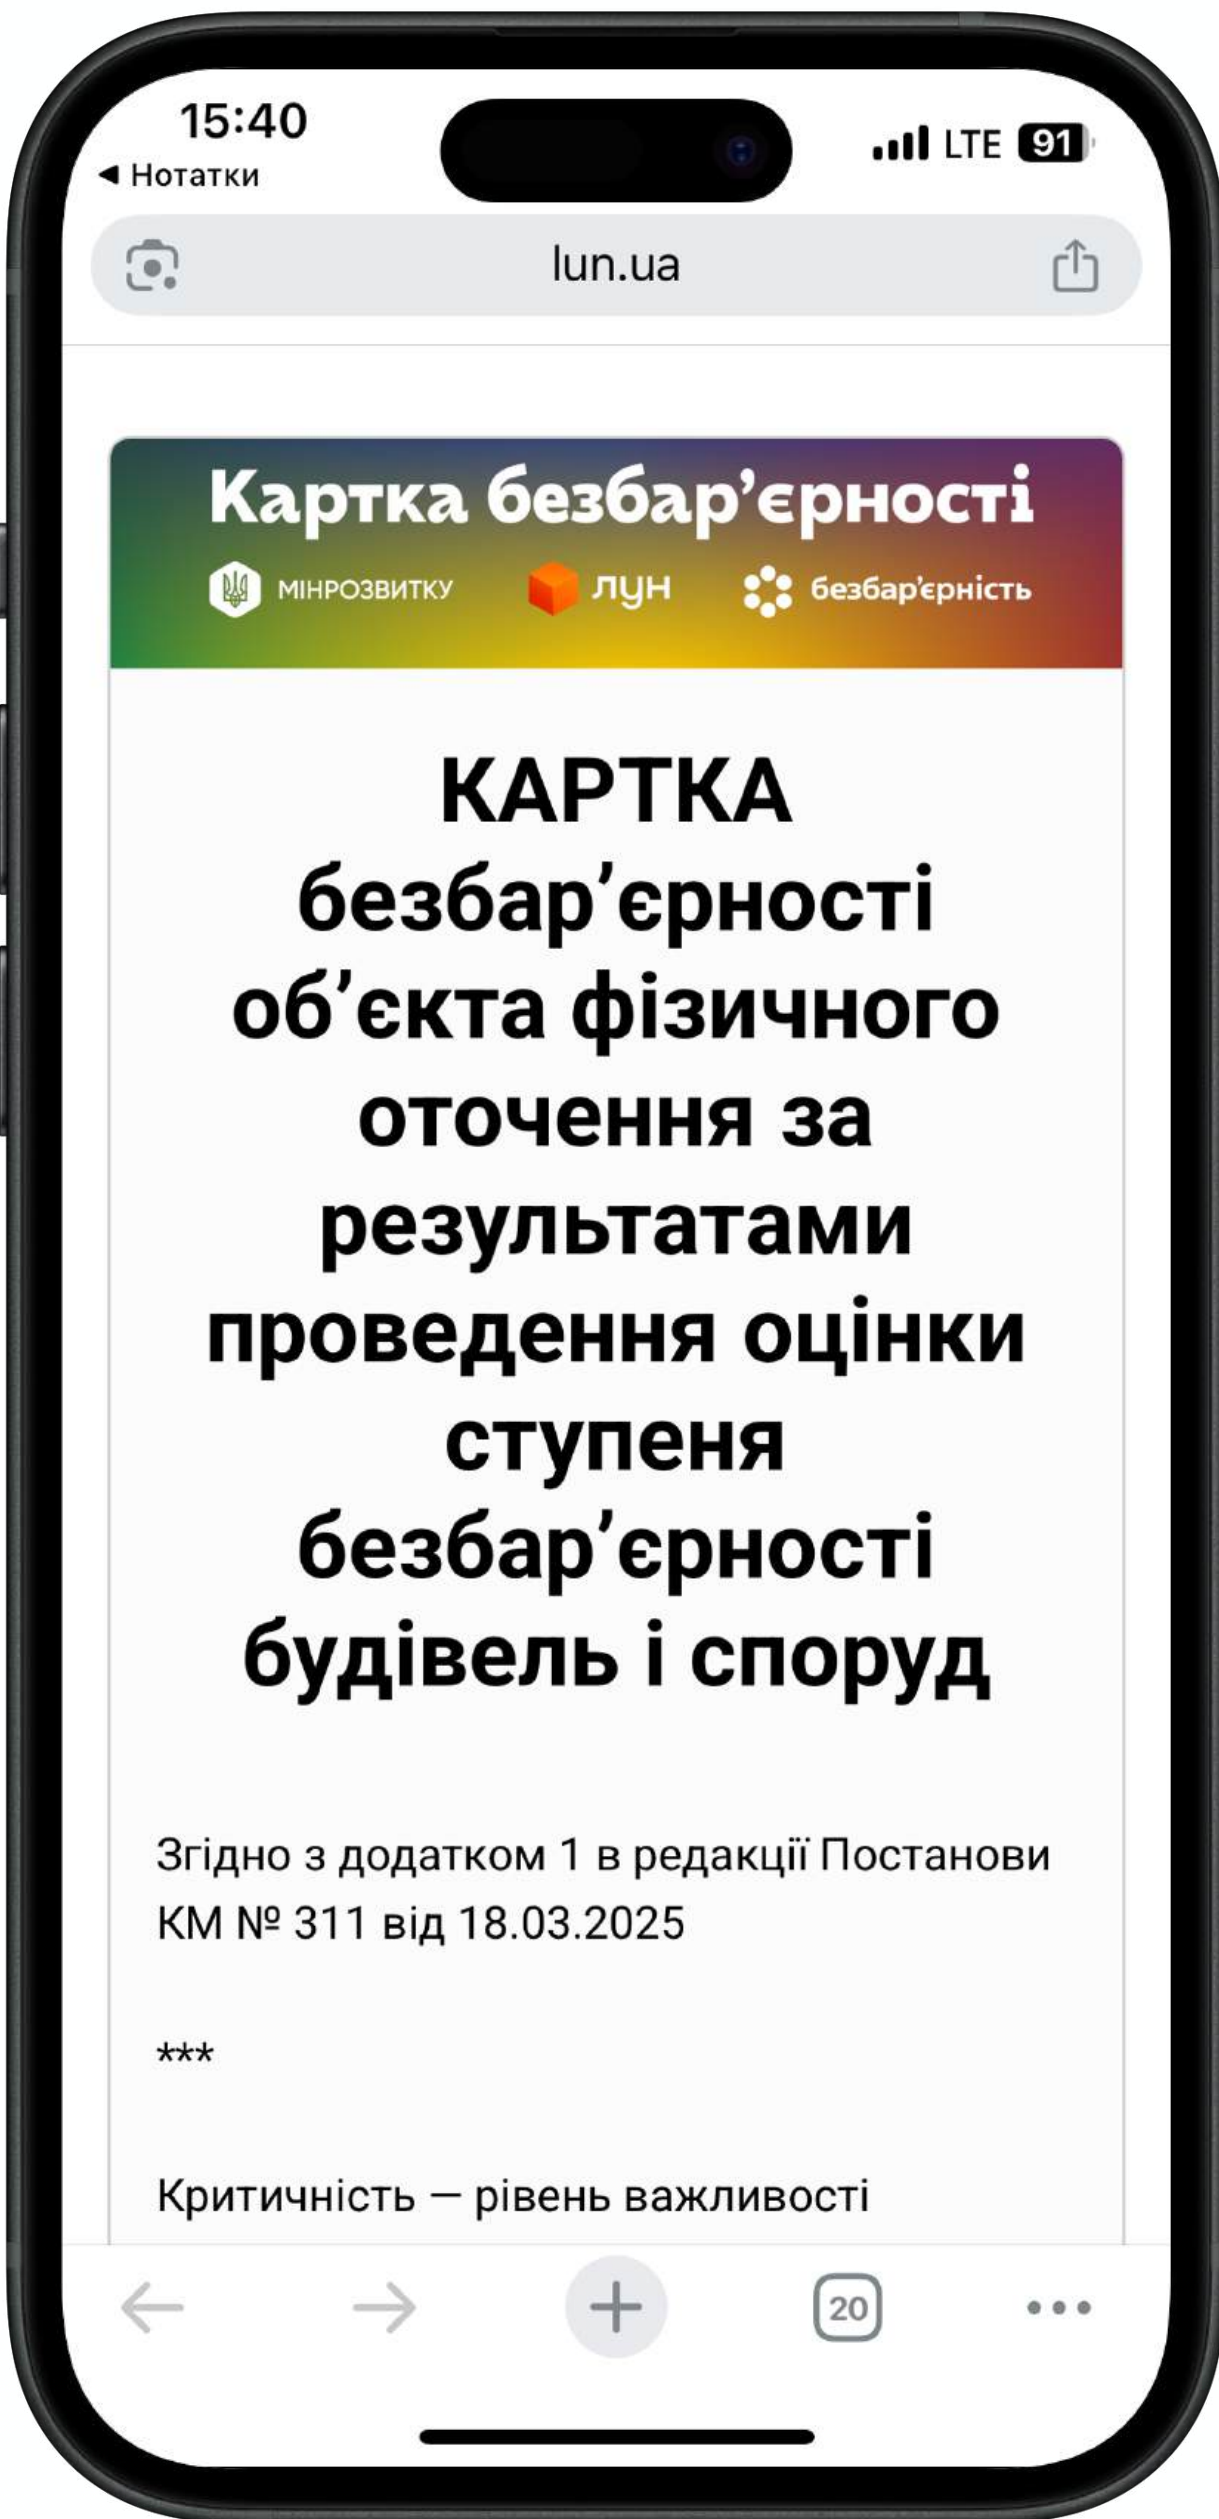 15:40
LTE 91
◀ Нотатки
lun.ua
Картка безбар’єрності
МІНРОЗВИТКУ лун безбар’єрність
КАРТКА
безбар’єрності
об’єкта фізичного
оточення за
результатами
проведення оцінки
ступеня
безбар’єрності
будівель і споруд
Згідно з додатком 1 в редакції Постанови
КМ № 311 від 18.03.2025
***
Критичність — рівень важливості
20